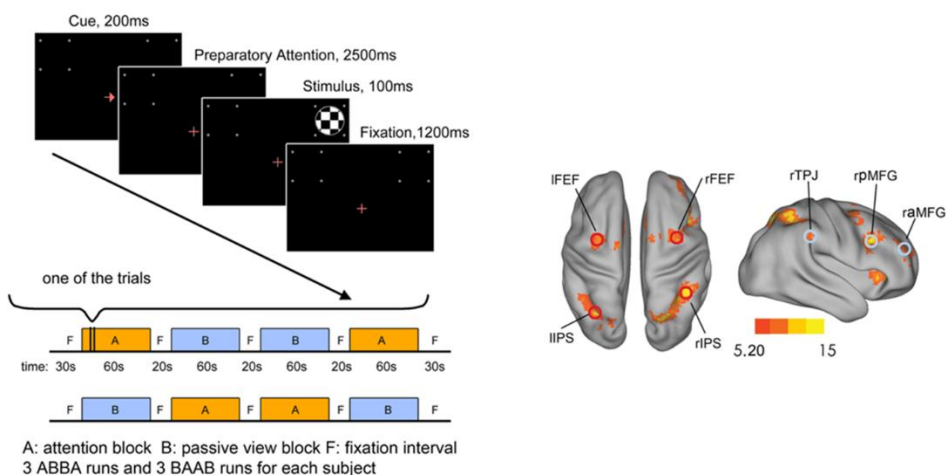 Cue, 200ms
Preparatory Attention, 2500ms
Stimulus, 100ms
Fixation,1200ms
one of the trials
F A F B F B F A F
time: 30s 60s 20s 60s 20s 60s 20s 60s 30s
F B F A F A F B F
A: attention block B: passive view block F: fixation interval
3 ABBA runs and 3 BAAB runs for each subject
lFEF
rFEF
lIPS
rIPS
rTPJ
rpMFG
raMFG
5.20 15